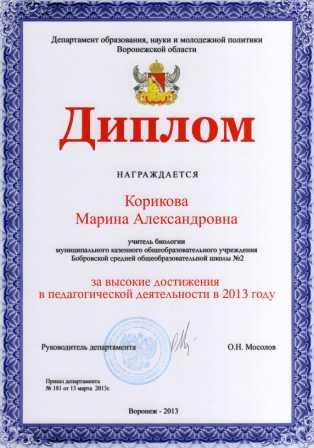 Департамент образования, науки и молодежной политики
Воронежской области
Диплом
НАГРАЖДАЕТСЯ
Корикова
Марина Александровна
учитель биологии
муниципального казенного общеобразовательного учреждения
Бобровской средней общеобразовательной школы №2
за высокие достижения
в педагогической деятельности в 2013 году
Руководитель департамента О.Н. Мосолов
Приказ департамента
№ 181 от 13 марта 2013г.
Воронеж - 2013